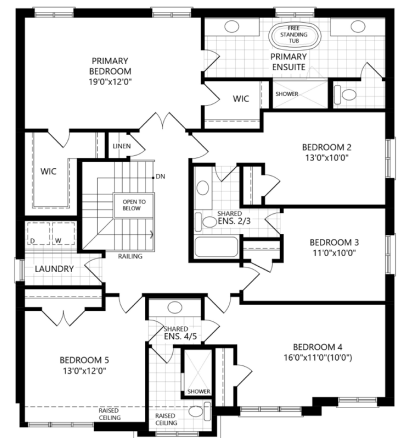 FREE
STANDING
TUB
PRIMARY
BEDROOM
19'0"x12'0"
PRIMARY
ENSUITE
WIC
SHOWER
LINEN
BEDROOM 2
13'0"x10'0"
WIC
DN
OPEN TO
BELOW
SHARED
ENS. 2/3
D
W
BEDROOM 3
11'0"x10'0"
RAILING
LAUNDRY
SHARED
ENS. 4/5
BEDROOM 4
16'0"x11'0"(10'0")
BEDROOM 5
13'0"x12'0"
SHOWER
RAISED
CEILING
RAISED
CEILING